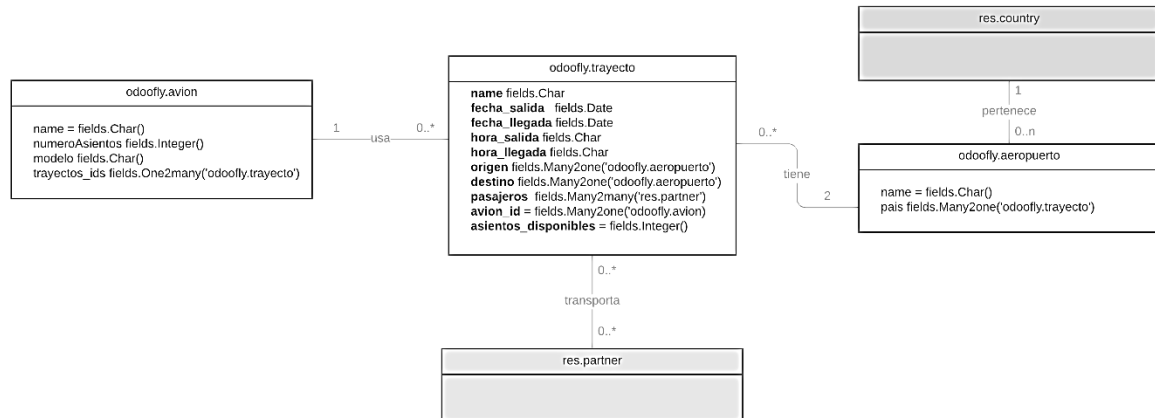 res.country
1
pertenece
0..n
odoofly.avion
name = fields.Char()
numeroAsientos fields.Integer()
modelo fields.Char()
trayectos_ids fields.One2many('odoofly.trayecto')
1
usa
0..*
odoofly.trayecto
name fields.Char
fecha_salida fields.Date
fecha_llegada fields.Date
hora_salida fields.Char
hora_llegada fields.Char
origen fields.Many2one('odoofly.aeropuerto')
destino fields.Many2one('odoofly.aeropuerto')
pasajeros fields.Many2many('res.partner')
avion_id = fields.Many2one('odoofly.avion)
asientos_disponibles = fields.Integer()
0..*
tiene
2
odoofly.aeropuerto
name = fields.Char()
pais fields.Many2one('odoofly.trayecto')
0..*
transporta
0..*
res.partner